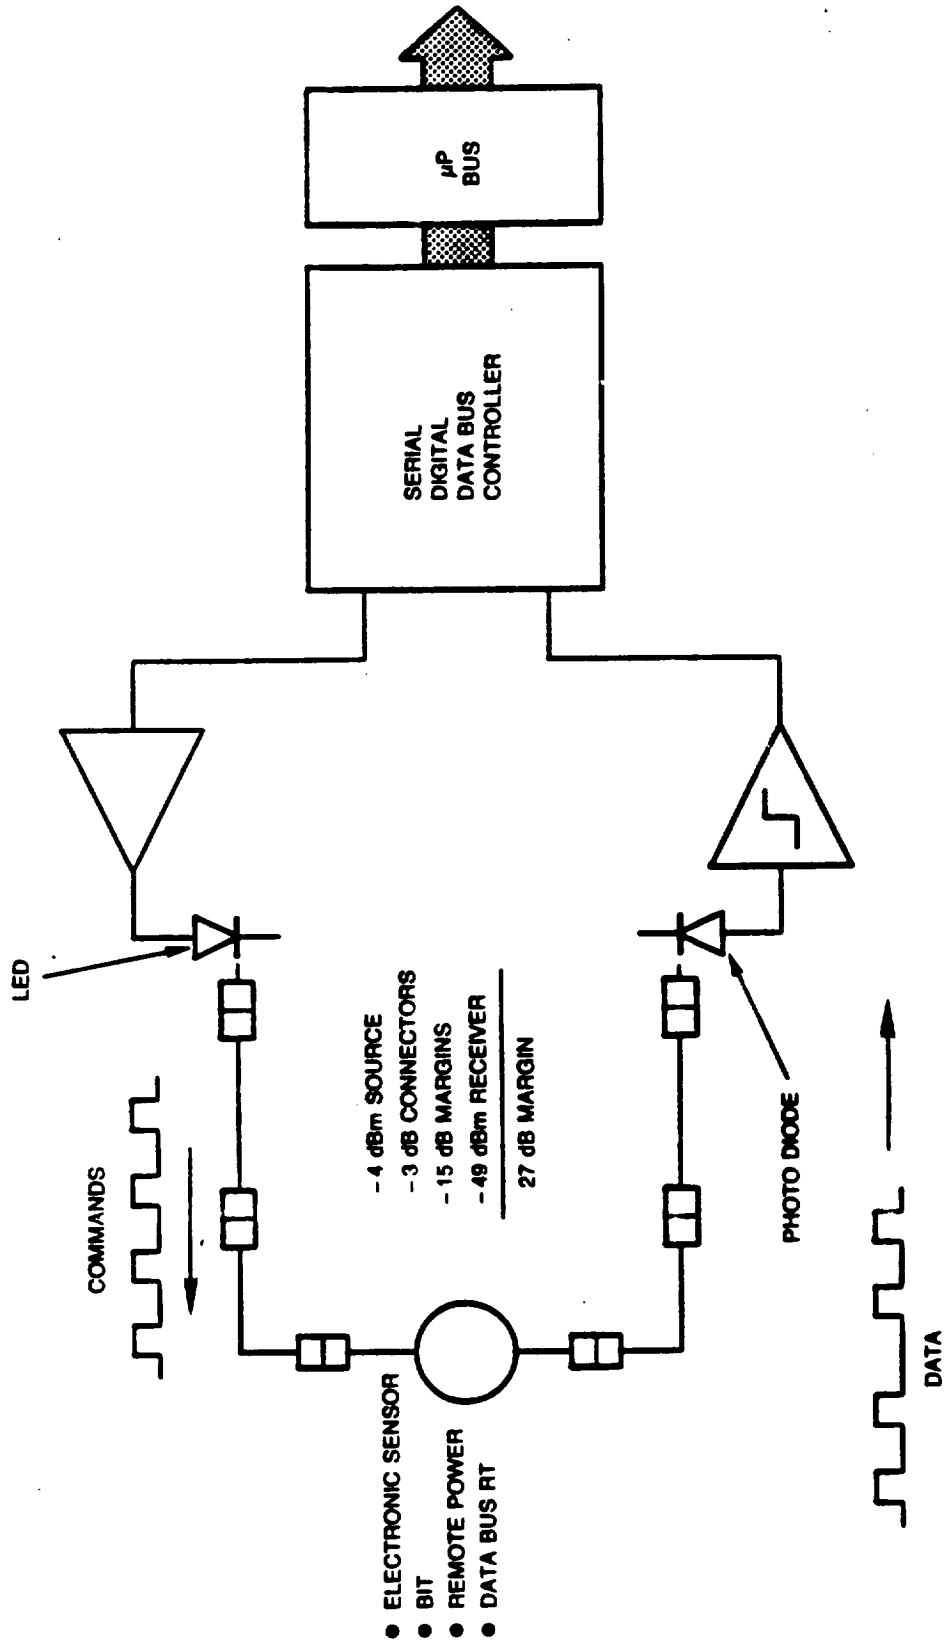 COMMANDS
LED
- 4 dBm SOURCE
- 3 dB CONNECTORS
- 15 dB MARGINS
- 49 dBm RECEIVER
27 dB MARGIN
● ELECTRONIC SENSOR
● BIT
● REMOTE POWER
● DATA BUS RT
SERIAL
DIGITAL
DATA BUS
CONTROLLER
μP
BUS
PHOTO DIODE
DATA